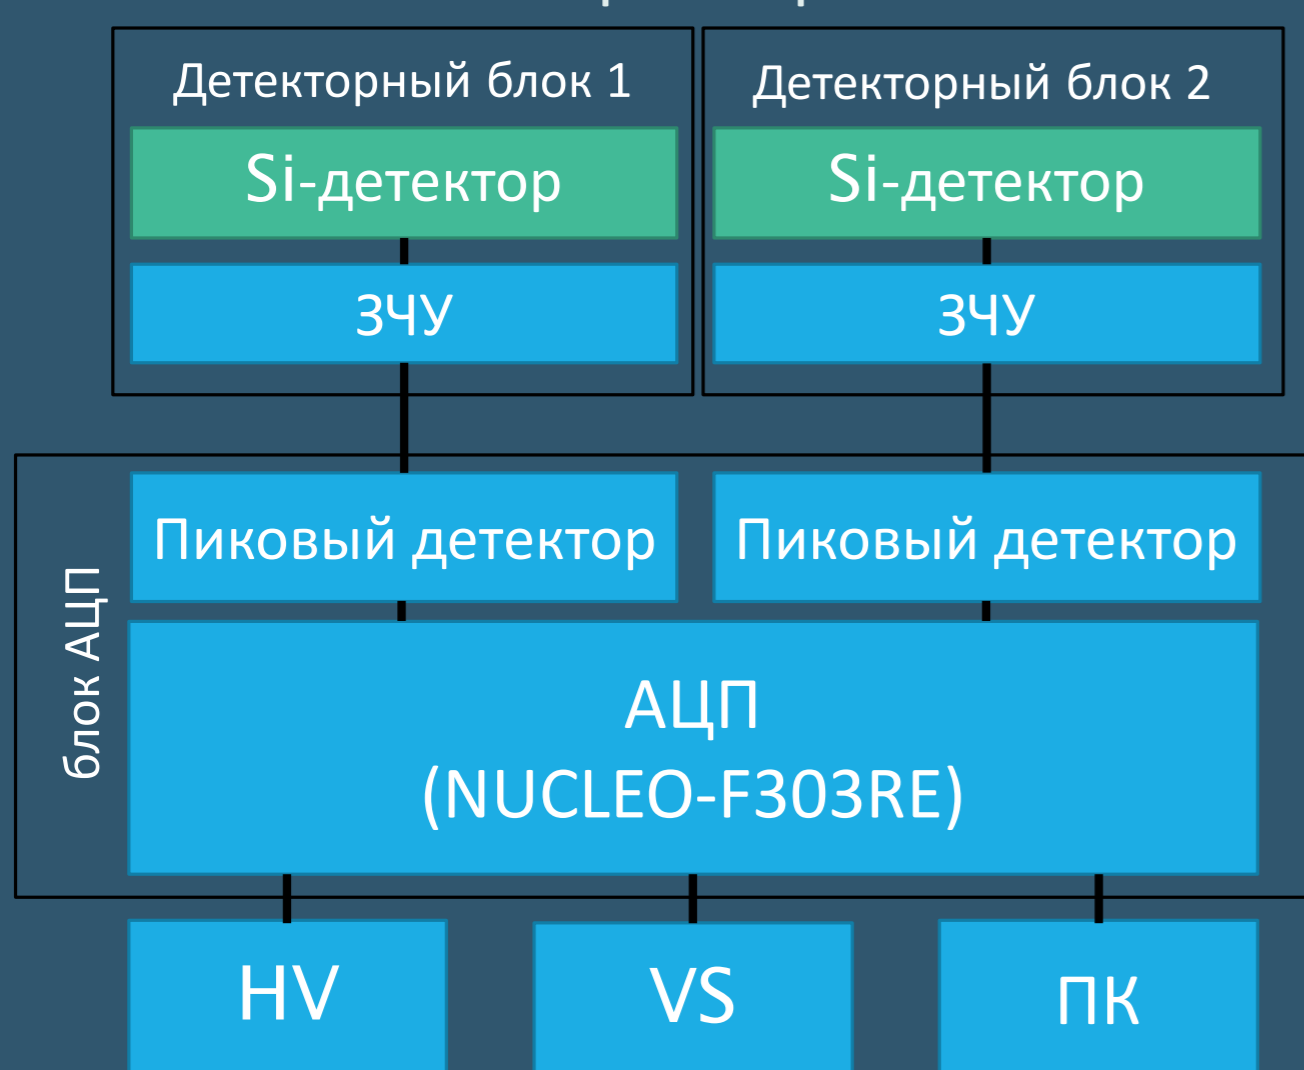 Детекторный блок 1
Детекторный блок 2
Si-детектор
Si-детектор
ЗЧУ
ЗЧУ
блок АЦП
Пиковый детектор
Пиковый детектор
АЦП
(NUCLEO-F303RE)
HV
VS
ПК